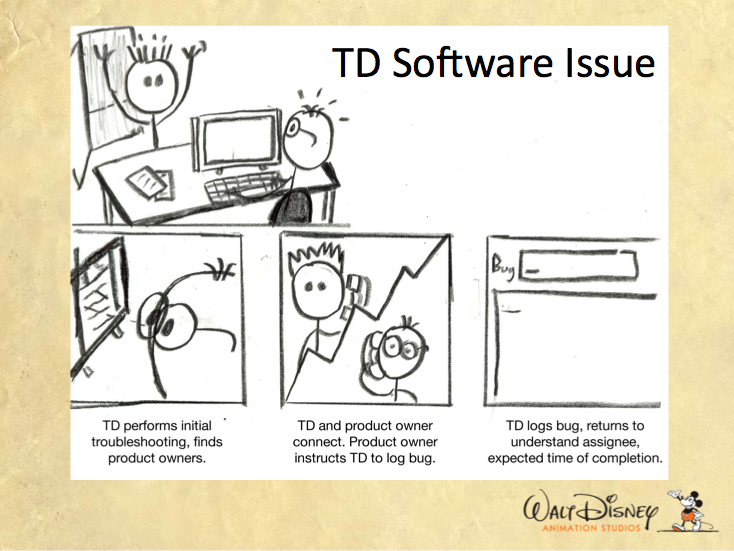 TD Software Issue
Bug
TD performs initial
troubleshooting, finds
product owners.
TD and product owner
connect. Product owner
instructs TD to log bug.
TD logs bug, returns to
understand assignee,
expected time of completion.
WALT DISNEY
ANIMATION STUDIOS